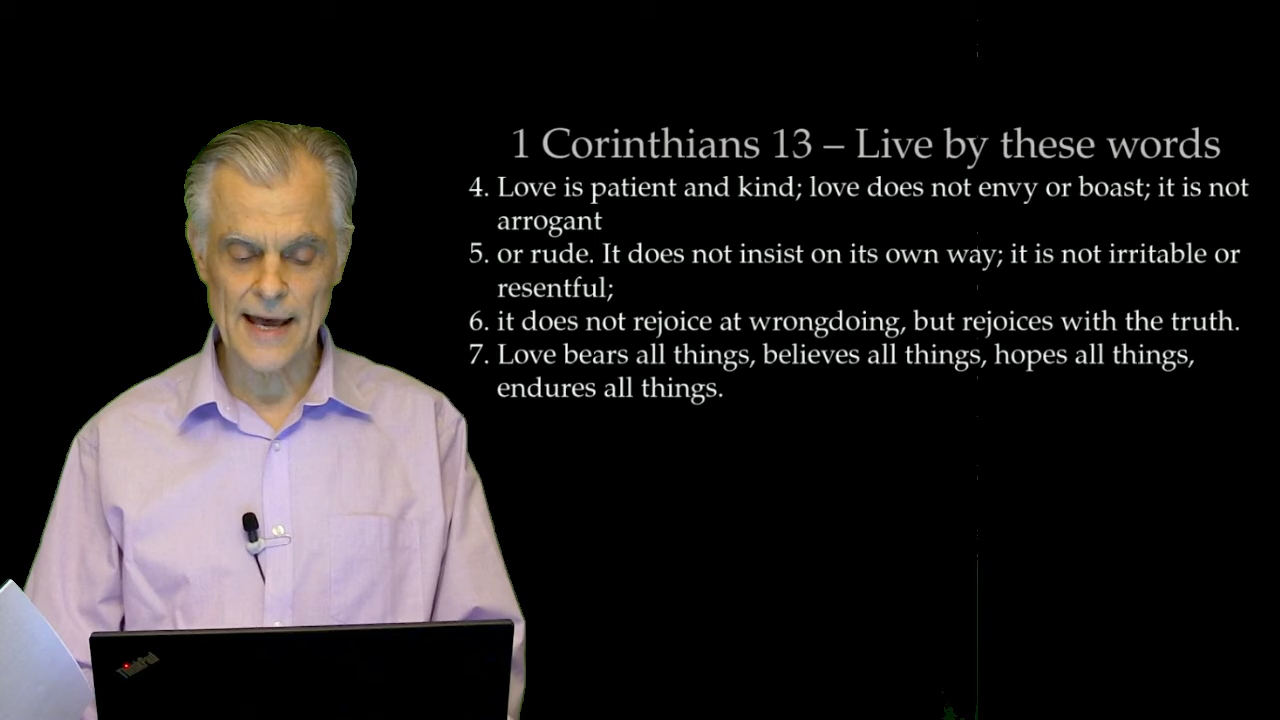 1 Corinthians 13 – Live by these words
4. Love is patient and kind; love does not envy or boast; it is not
arrogant
5. or rude. It does not insist on its own way; it is not irritable or
resentful;
6. it does not rejoice at wrongdoing, but rejoices with the truth.
7. Love bears all things, believes all things, hopes all things,
endures all things.
ThinkPad